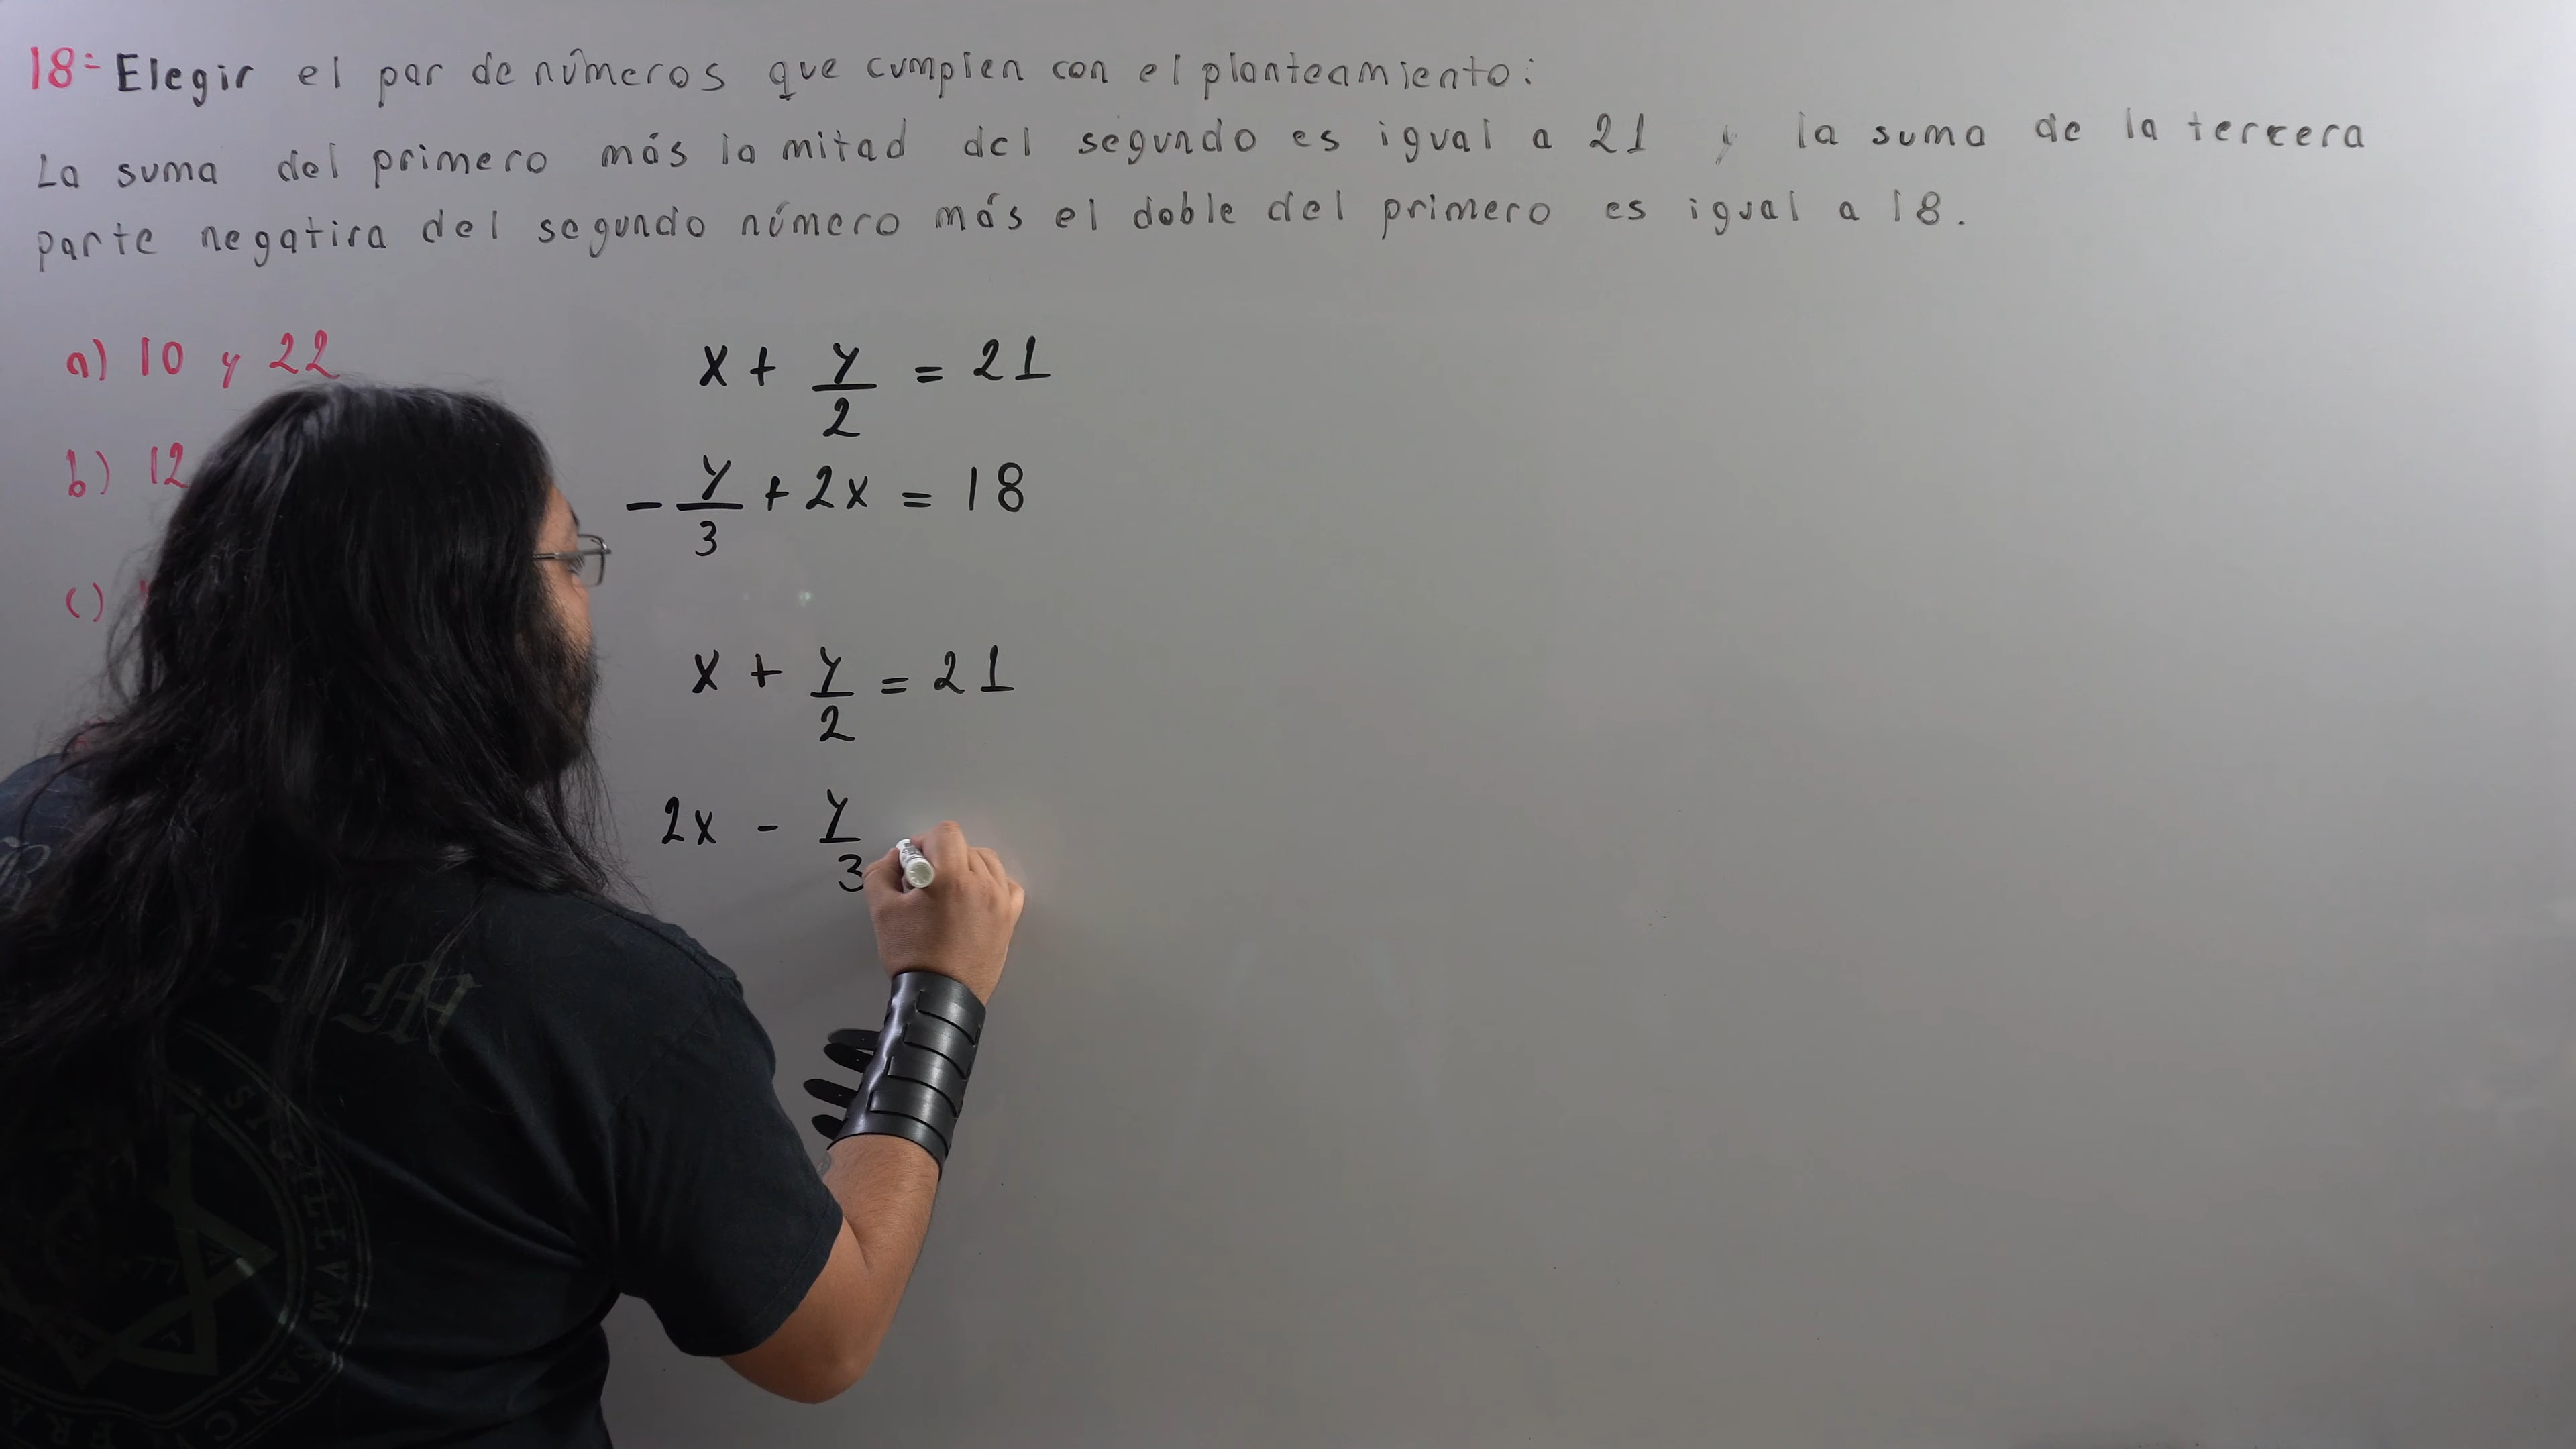 18= Elegir el par de números que cumplen con el planteamiento:
La suma del primero más la mitad del segundo es igual a 21 y la suma de la tercera
parte negativa del segundo número más el doble del primero es igual a 18.
a) 10 y 22
b) 12
c)
x + y/2 = 21
- y/3 + 2x = 18
x + y/2 = 21
2x - y/3